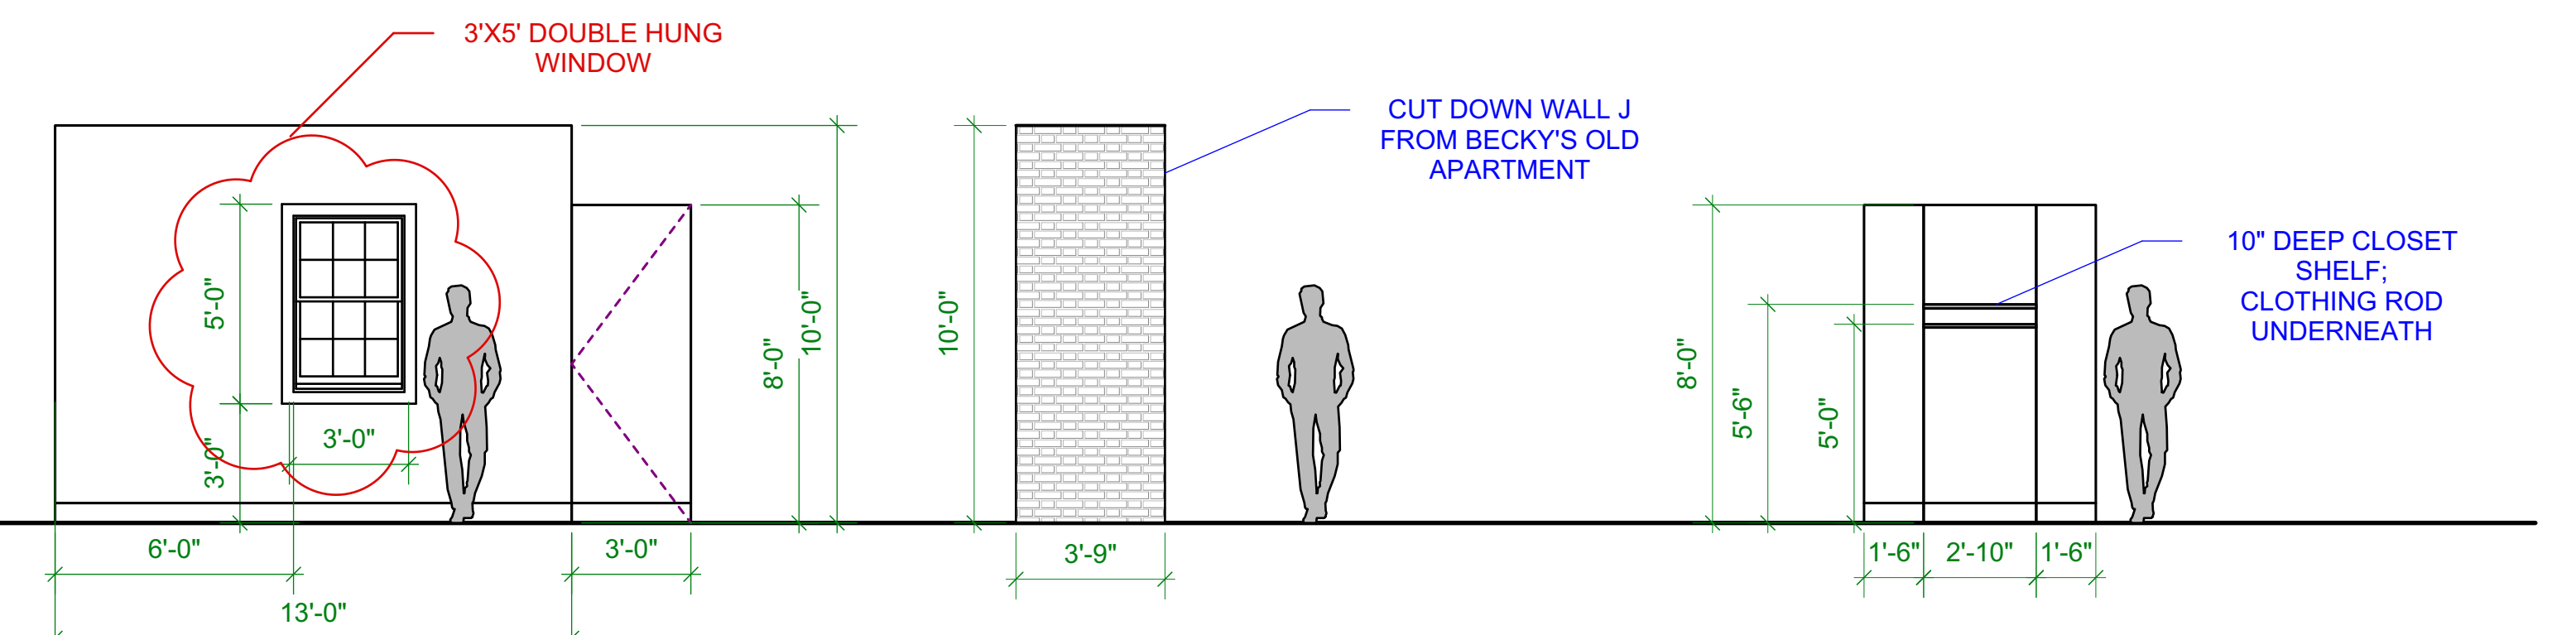 3'X5' DOUBLE HUNG
WINDOW
5'-0"
3'-0"
3'-0"
8'-0"
10'-0"
6'-0"
3'-0"
13'-0"
CUT DOWN WALL J
FROM BECKY'S OLD
APARTMENT
10'-0"
3'-9"
10" DEEP CLOSET
SHELF;
CLOTHING ROD
UNDERNEATH
8'-0"
5'-6"
5'-0"
1'-6"
2'-10"
1'-6"